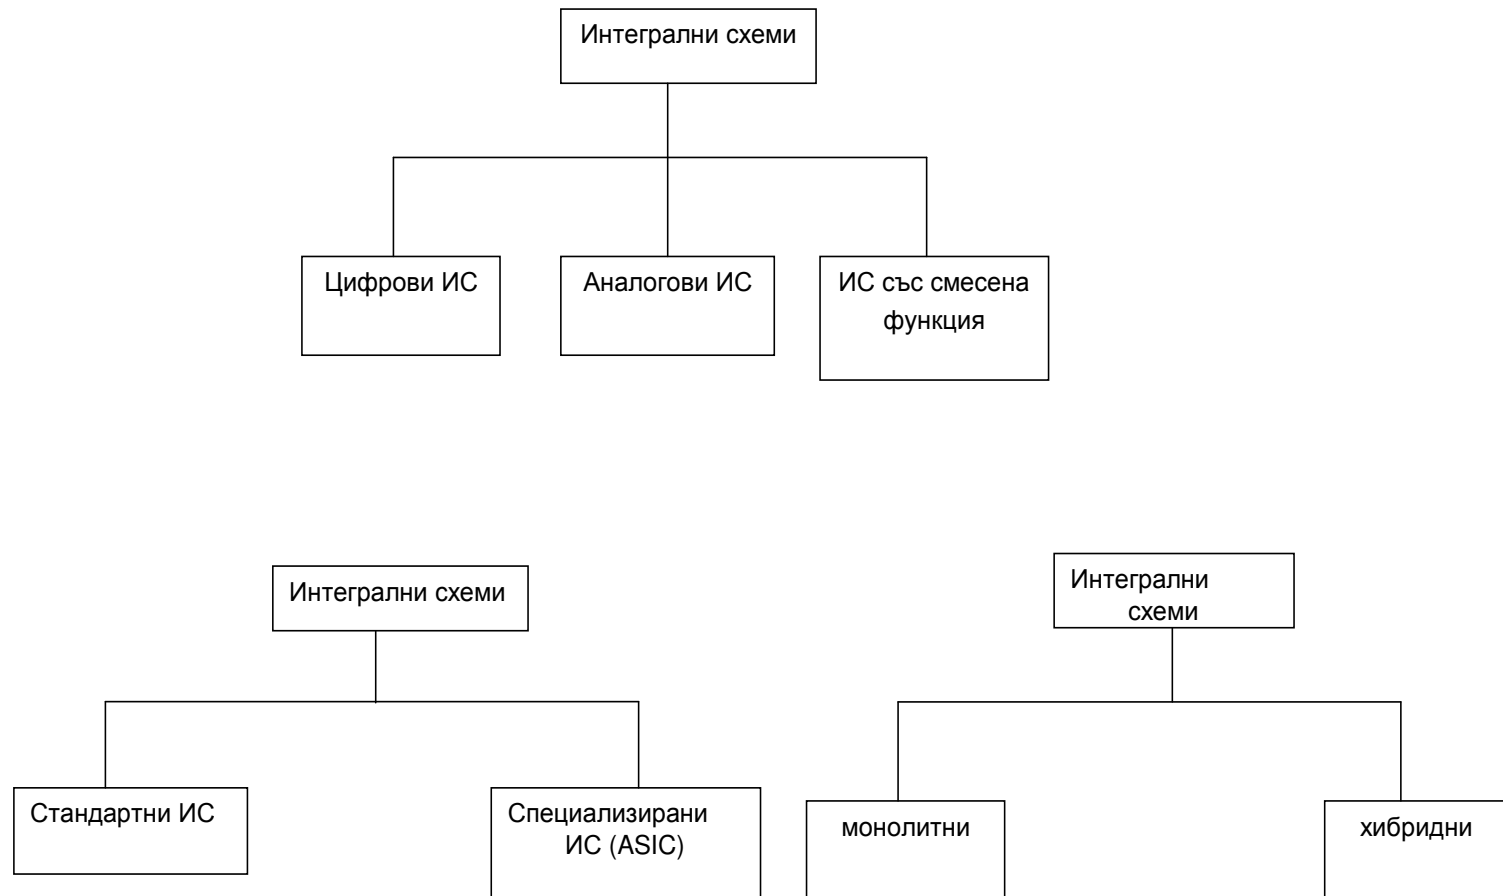 Интегрални схеми
Цифрови ИС
Аналогови ИС
ИС със смесена
функция
Интегрални схеми
Стандартни ИС
Специализирани
ИС (ASIC)
Интегрални
схеми
монолитни
хибридни